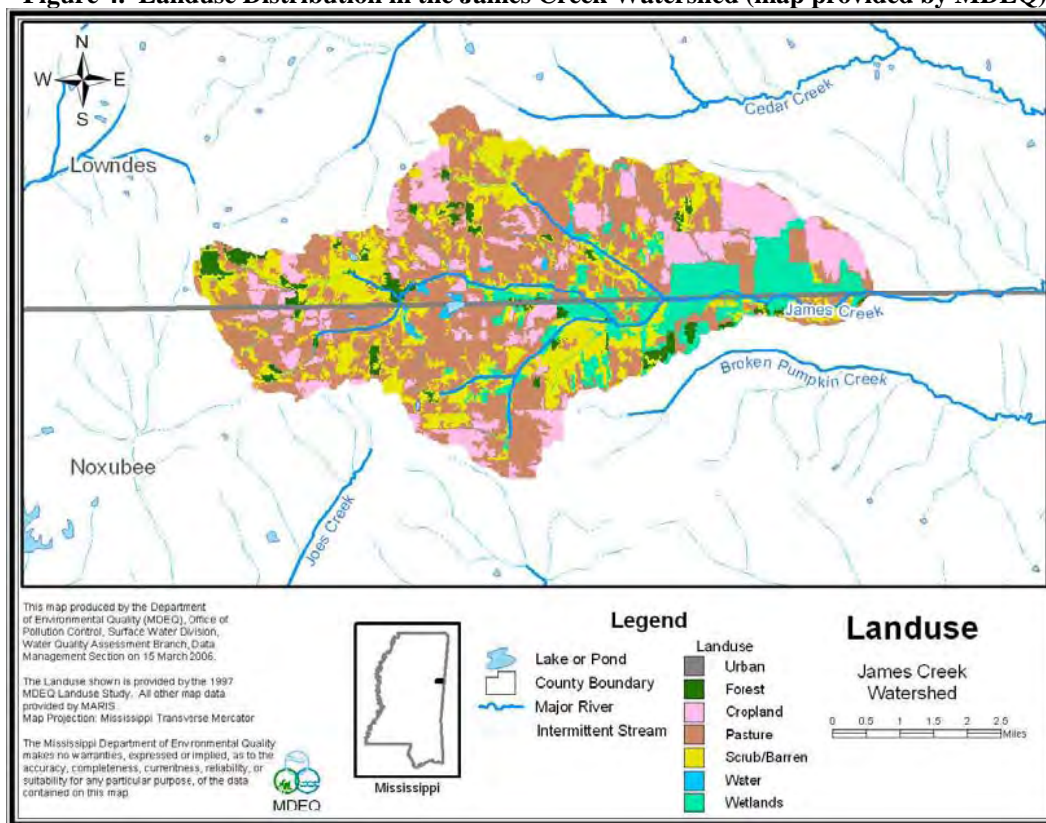 Figure 4. Landuse Distribution in the James Creek Watershed (map provided by MDEQ)
N
W E
S
Cedar Creek
Lowndes
James Creek
Broken Pumpkin Creek
Noxubee
Joes Creek
This map produced by the Department
of Environmental Quality (MDEQ), Office of
Pollution Control, Surface Water Division,
Water Quality Assessment Branch, Data
Management Section on 15 March 2006.
The Landuse shown is provided by the 1997
MDEQ Landuse Study. All other map data
provided by MARIS.
Map Projection: Mississippi Transverse Mercator
The Mississippi Department of Environmental Quality
makes no warranties, expressed or implied, as to the
accuracy, completeness, currentness, reliability, or
suitability for any particular purpose, of the data
contained on this map
MDEQ
Mississippi
Legend
Lake or Pond
County Boundary
Major River
Intermittent Stream
Landuse
Urban
Forest
Cropland
Pasture
Scrub/Barren
Water
Wetlands
Landuse
James Creek
Watershed
0 0.5 1 1.5 2 2.5
Miles